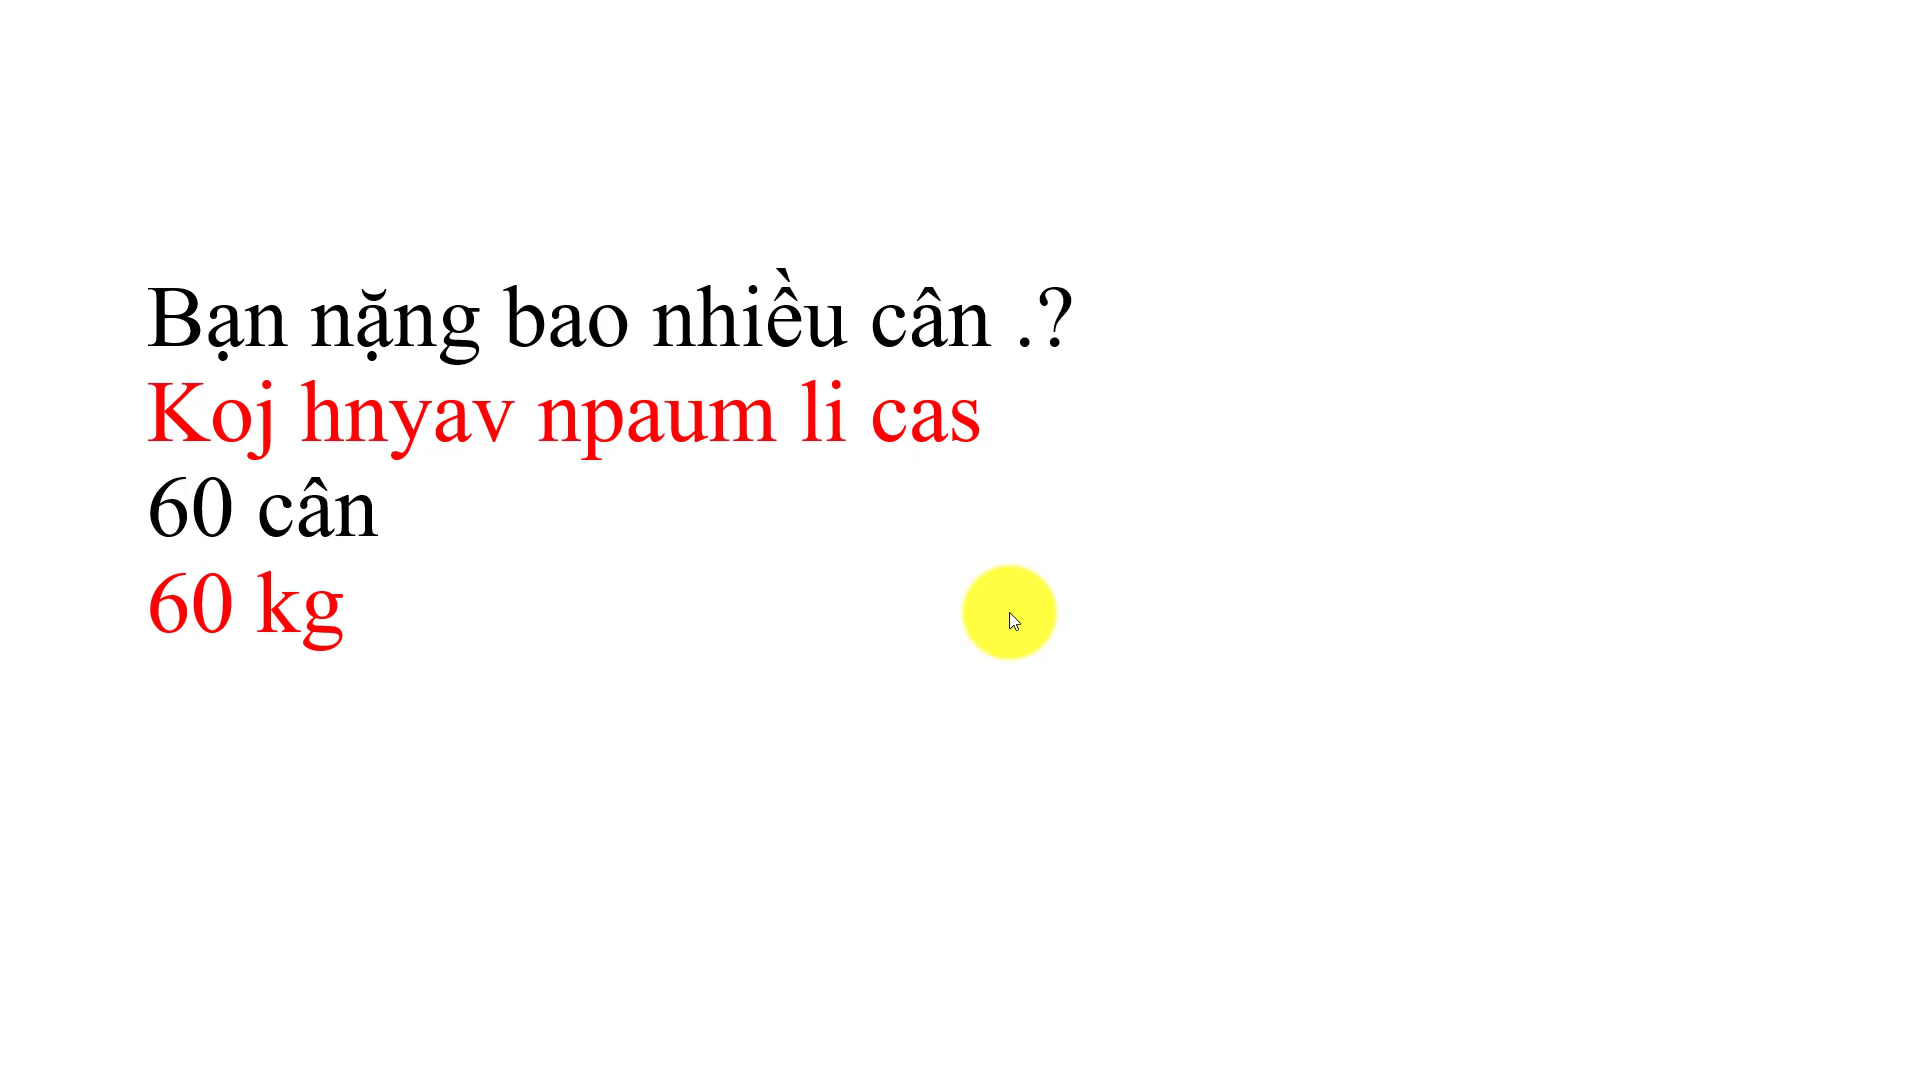 Bạn nặng bao nhiều cân .?
Koj hnyav npaum li cas
60 cân
60 kg